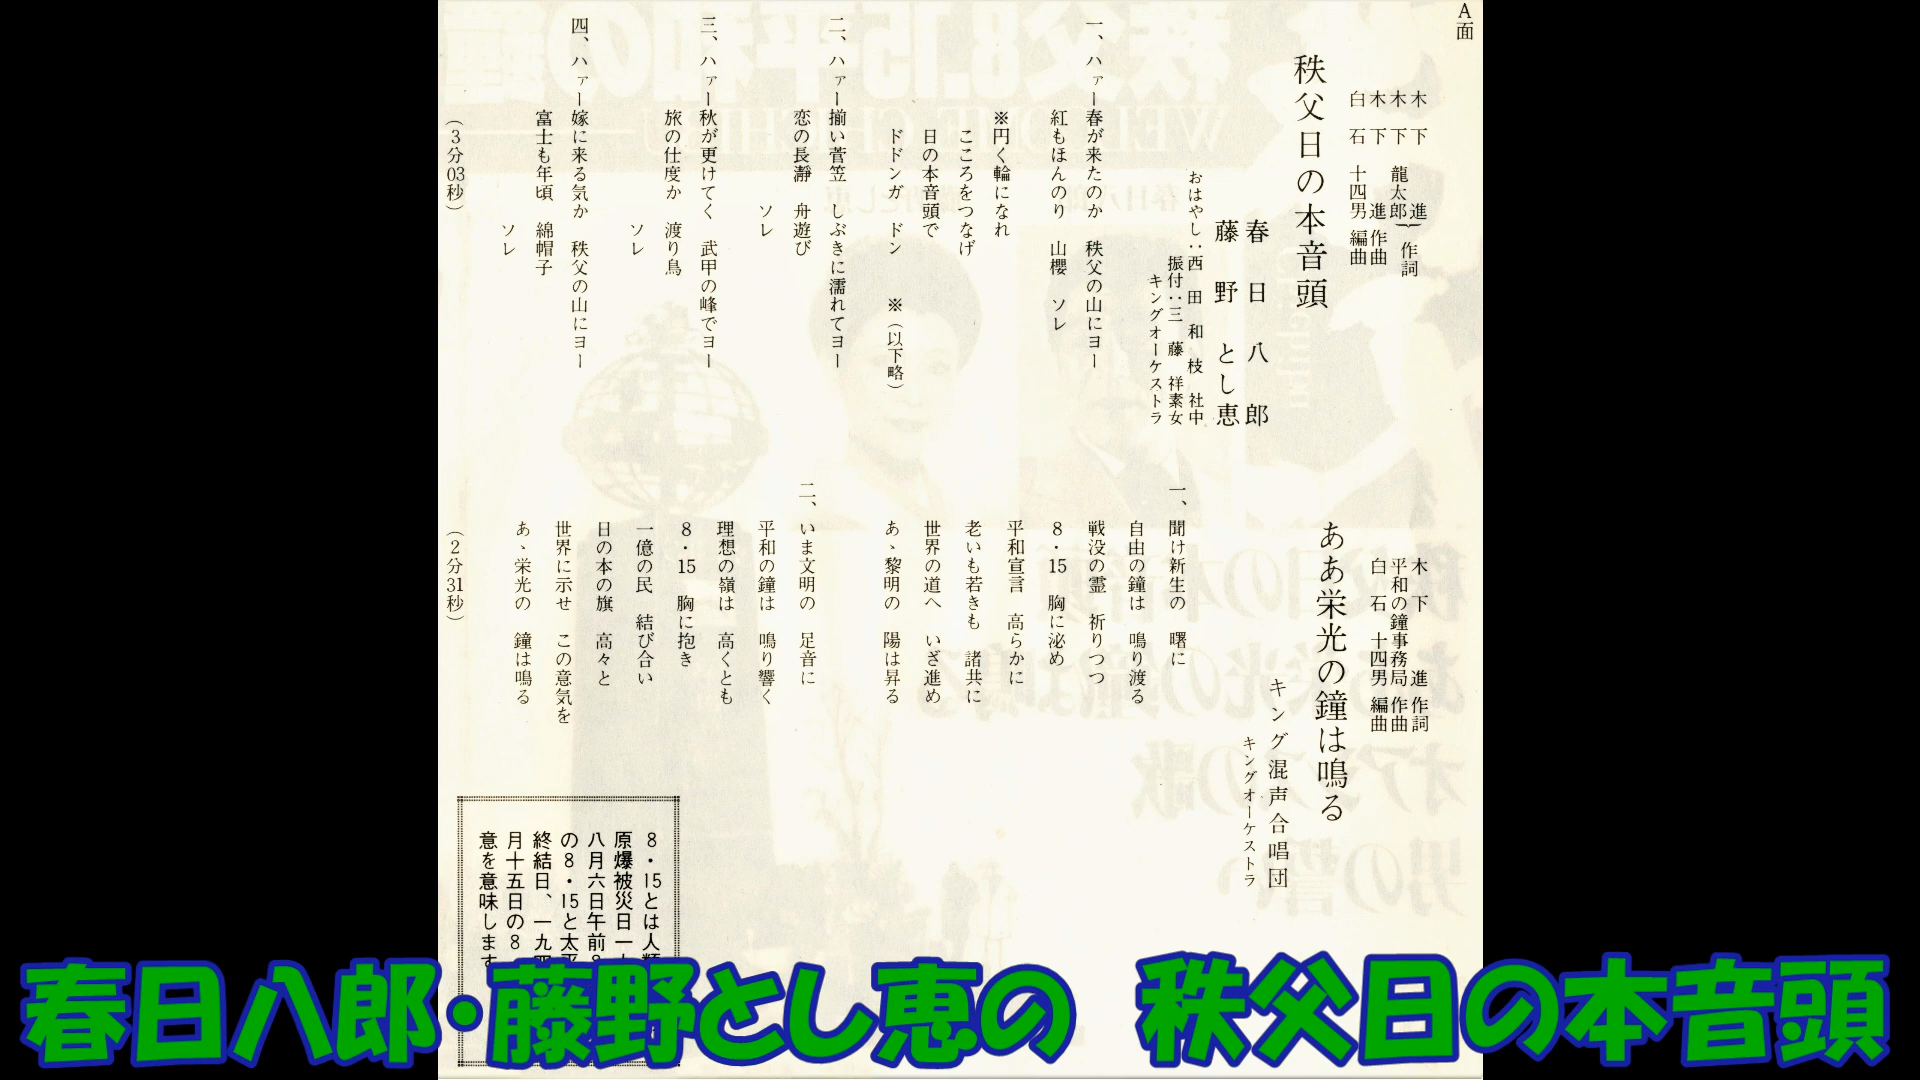 A面
木下 進
木下 龍太郎 作詞
木下 進 作曲
白石 十四男 編曲
秩父日の本音頭
春日八郎
藤野とし恵
おはやし:西田和枝社中
振付:三藤祥素女
キングオーケストラ
一、ハァー春が来たのか 秩父の山にヨー
紅もほんのり 山櫻 ソレ
※円く輪になれ
こころをつなげ
日の本音頭で
ドドンガ ドン ※(以下略)
二、ハァー揃い菅笠 しぶきに濡れてヨー
恋の長瀞 舟遊び
ソレ
三、ハァー秋が更けてく 武甲の峰でヨー
旅の仕度か 渡り鳥
ソレ
四、ハァー嫁に来る気か 秩父の山にヨー
富士も年頃 綿帽子
ソレ
(3分03秒)
木下 進 作詞
平和の鐘事務局 作曲
白石 十四男 編曲
ああ栄光の鐘は鳴る
キング混声合唱団
キングオーケストラ
一、聞け新生の 曙に
自由の鐘は 鳴り渡る
戦没の霊 祈りつつ
8・15 胸に泌め
平和宣言 高らかに
老いも若きも 諸共に
世界の道へ いざ進め
あゝ黎明の 陽は昇る
二、いま文明の 足音に
平和の鐘は 鳴り響く
理想の嶺は 高くとも
8・15 胸に抱き
一億の民 結び合い
日の本の旗 高々と
世界に示せ この意気を
あゝ栄光の 鐘は鳴る
(2分31秒)
8・15とは人類
原爆被災日一
八月六日午前8
の8・15と太平
終結日、一九四
月十五日の8
意を意味します
春日八郎・藤野とし恵の 秩父日の本音頭